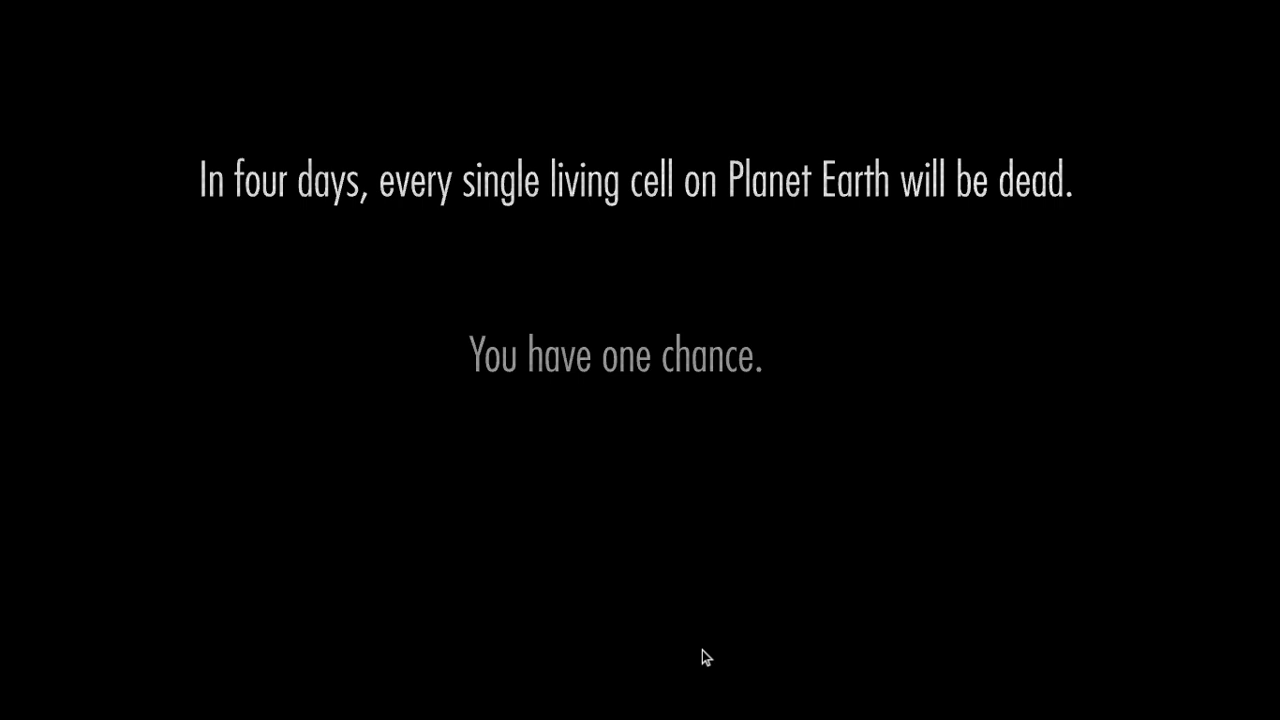 In four days, every single living cell on Planet Earth will be dead.
You have one chance.